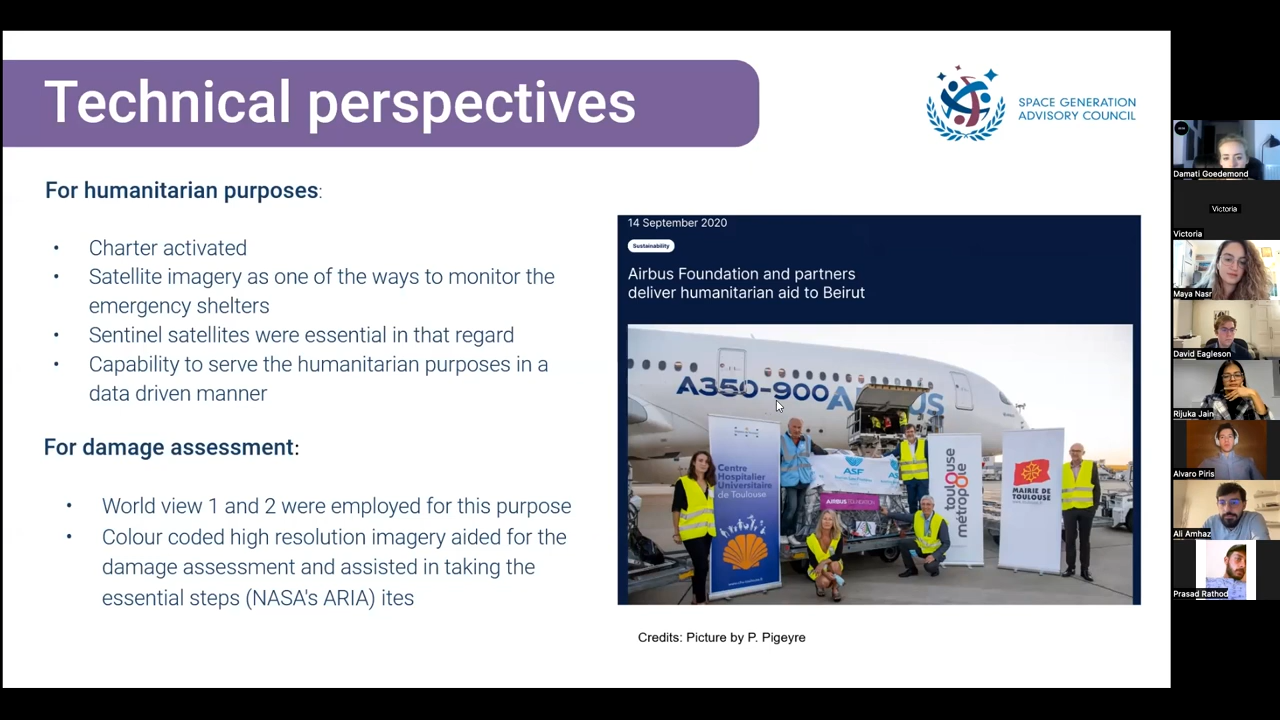 Technical perspectives
SPACE GENERATION
ADVISORY COUNCIL
For humanitarian purposes:
• Charter activated
• Satellite imagery as one of the ways to monitor the
emergency shelters
• Sentinel satellites were essential in that regard
• Capability to serve the humanitarian purposes in a
data driven manner
For damage assessment:
• World view 1 and 2 were employed for this purpose
• Colour coded high resolution imagery aided for the
damage assessment and assisted in taking the
essential steps (NASA's ARIA) ites
14 September 2020
Sustainability
Airbus Foundation and partners
deliver humanitarian aid to Beirut
A350-900
AIRBUS
Centre
Hospitalier
Universitaire
de Toulouse
ASF
AIRBUS FOUNDATION
toulouse
métropole
MAIRIE DE
TOULOUSE
Credits: Picture by P. Pigeyre
Damati Goedemond
Victoria
Victoria
Maya Nasr
David Eagleson
Rijuka Jain
Alvaro Piris
Ali Amhaz
Prasad Rathod